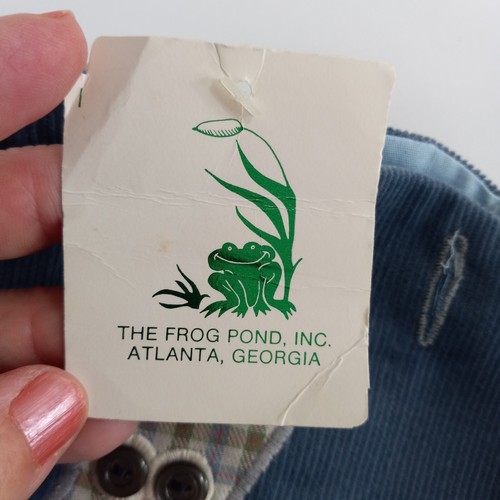 THE FROG POND, INC.
ATLANTA, GEORGIA